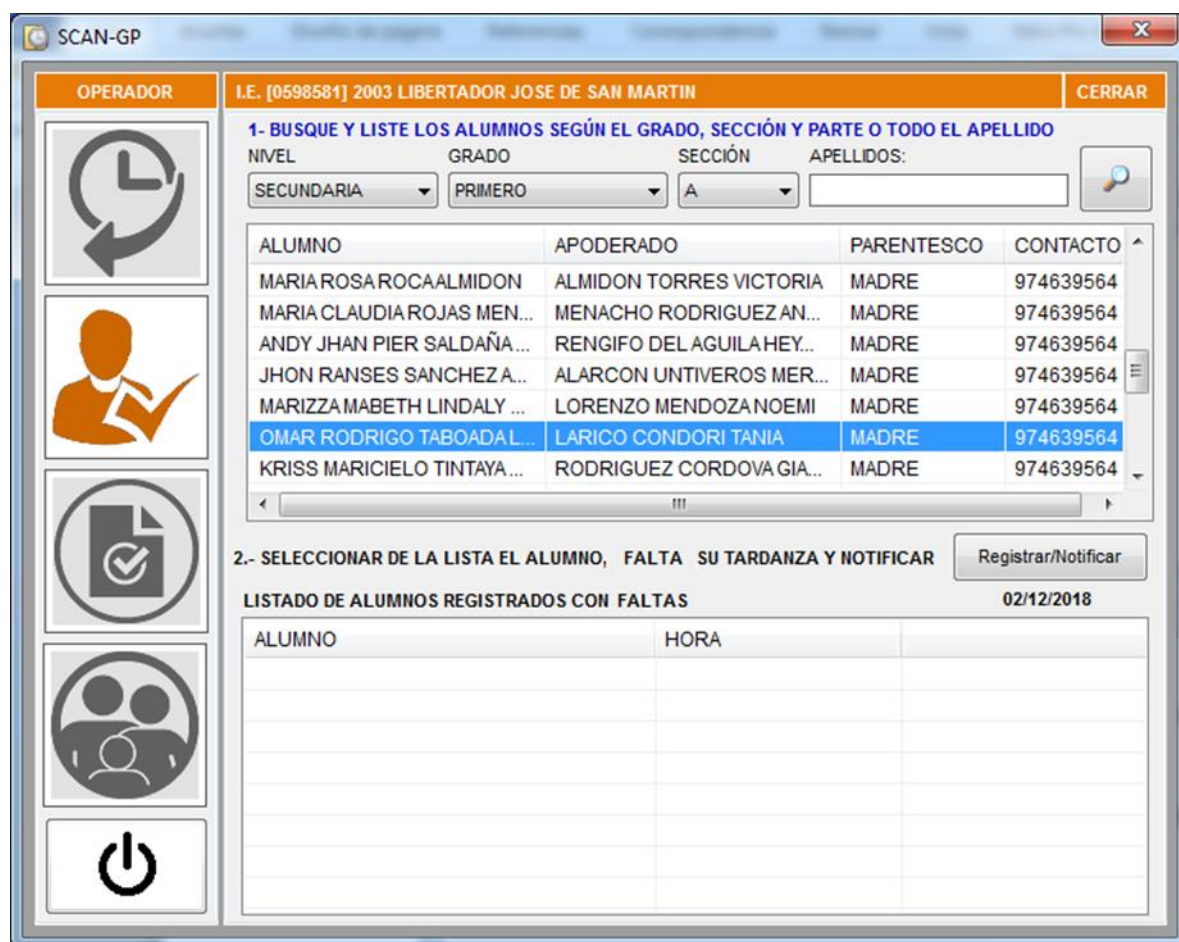 SCAN-GP
OPERADOR
I.E. [0598581] 2003 LIBERTADOR JOSE DE SAN MARTIN CERRAR
1- BUSQUE Y LISTE LOS ALUMNOS SEGÚN EL GRADO, SECCIÓN Y PARTE O TODO EL APELLIDO
NIVEL GRADO SECCIÓN APELLIDOS:
SECUNDARIA PRIMERO A
ALUMNO APODERADO PARENTESCO CONTACTO
MARIA ROSA ROCA ALMIDON ALMIDON TORRES VICTORIA MADRE 974639564
MARIA CLAUDIA ROJAS MEN... MENACHO RODRIGUEZ AN... MADRE 974639564
ANDY JHAN PIER SALDAÑA ... RENGIFO DEL AGUILA HEY... MADRE 974639564
JHON RANSES SANCHEZ A... ALARCON UNTIVEROS MER... MADRE 974639564
MARIZZA MABETH LINDALY ... LORENZO MENDOZA NOEMI MADRE 974639564
OMAR RODRIGO TABOADA L... LARICO CONDORI TANIA MADRE 974639564
KRISS MARICIELO TINTAYA ... RODRIGUEZ CORDOVA GIA... MADRE 974639564
2.- SELECCIONAR DE LA LISTA EL ALUMNO, FALTA SU TARDANZA Y NOTIFICAR Registrar/Notificar
LISTADO DE ALUMNOS REGISTRADOS CON FALTAS 02/12/2018
ALUMNO HORA